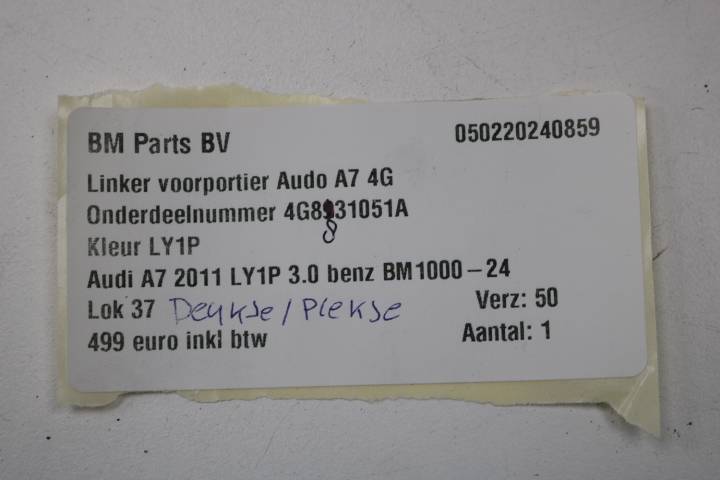 BM Parts BV 050220240859
Linker voorportier Audo A7 4G
Onderdeelnummer 4G8931051A
8
Kleur LY1P
Audi A7 2011 LY1P 3.0 benz BM1000-24
Lok 37 Deukje/Plekje Verz: 50
499 euro inkl btw Aantal: 1